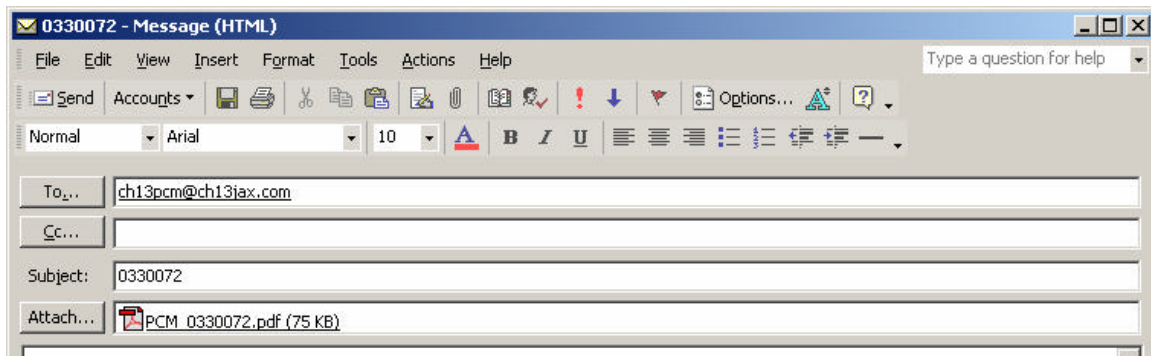 0330072 - Message (HTML)
File Edit View Insert Format Tools Actions Help Type a question for help
Send Accounts Options...
Normal Arial 10 A B I U
To... ch13pcm@ch13jax.com
Cc...
Subject: 0330072
Attach... PCM_0330072.pdf (75 KB)